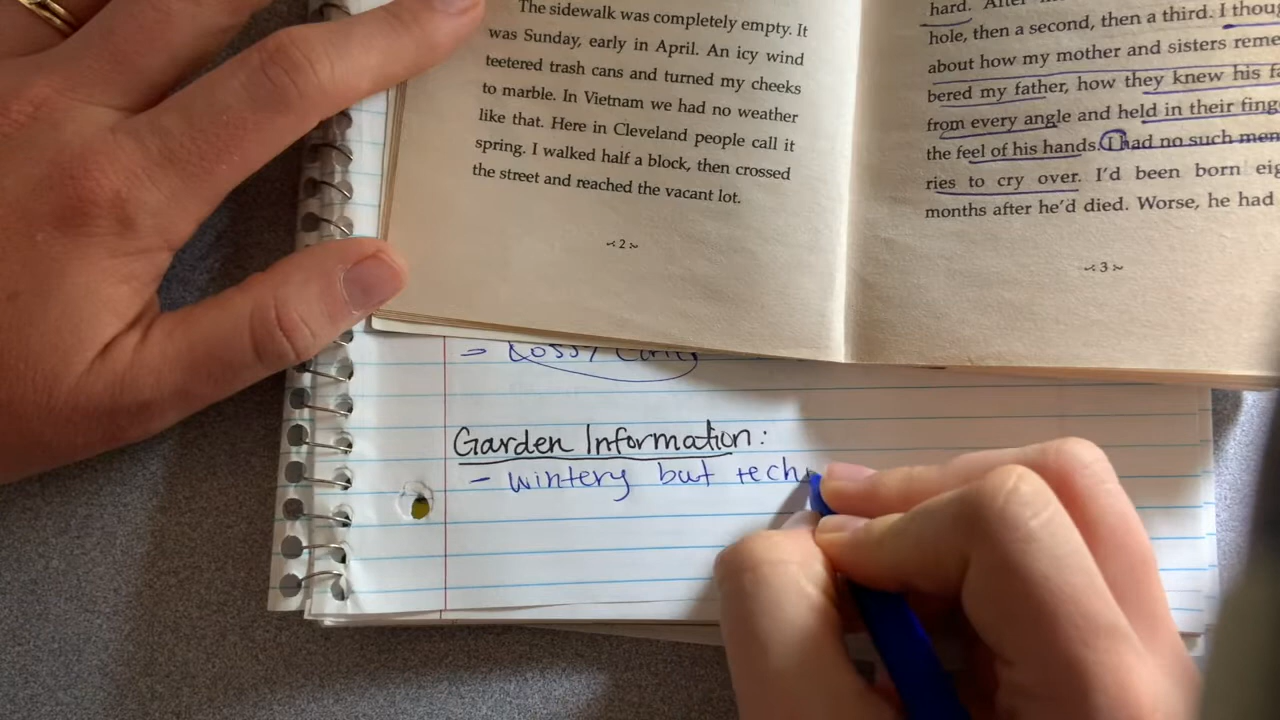 The sidewalk was completely empty. It
was Sunday, early in April. An icy wind
teetered trash cans and turned my cheeks
to marble. In Vietnam we had no weather
like that. Here in Cleveland people call it
spring. I walked half a block, then crossed
the street and reached the vacant lot.
2
hard.
hole, then a second, then a third. I thou
about how my mother and sisters reme
bered my father, how they knew his fa
from every angle and held in their fing
the feel of his hands. I had no such mem
ries to cry over. I'd been born eig
months after he'd died. Worse, he had
3
Garden Information:
- wintery but tech